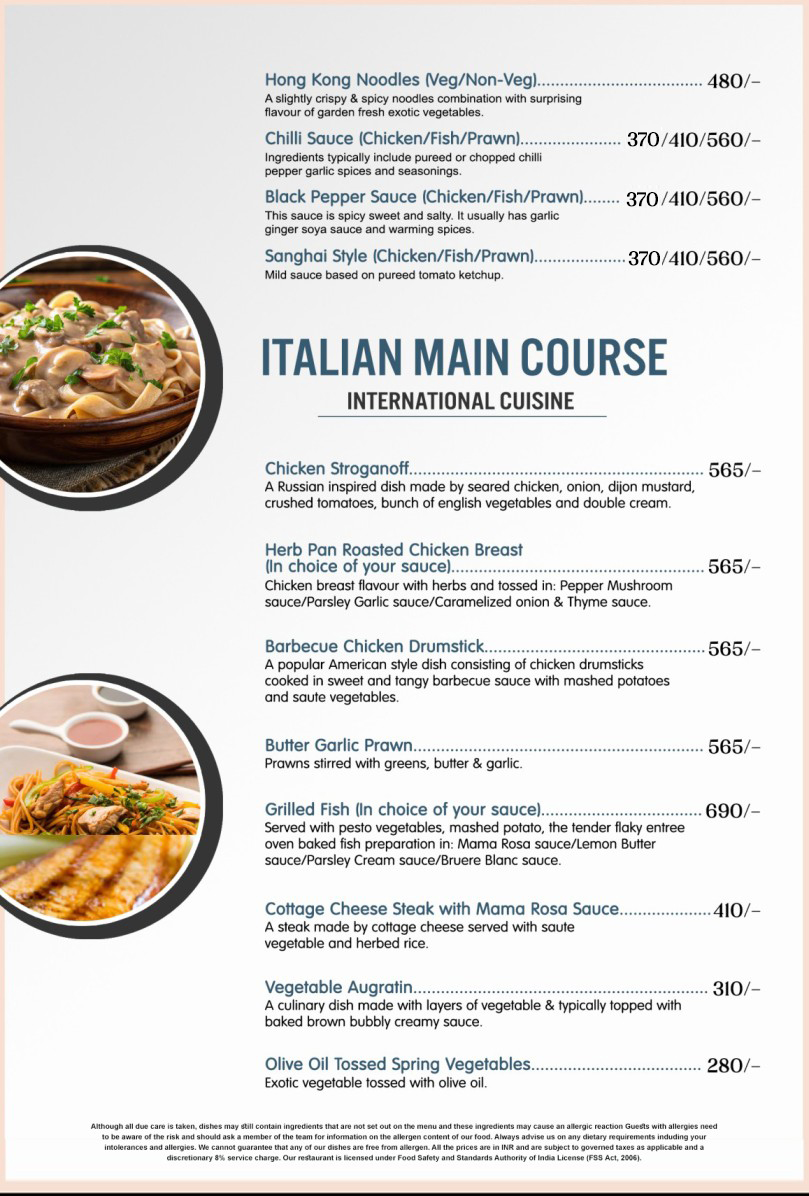 Hong Kong Noodles (Veg/Non-Veg)................................. 480/–
A slightly crispy & spicy noodles combination with surprising
flavour of garden fresh exotic vegetables.
Chilli Sauce (Chicken/Fish/Prawn).................... 370/410/560/–
Ingredients typically include pureed or chopped chilli
pepper garlic spices and seasonings.
Black Pepper Sauce (Chicken/Fish/Prawn)....... 370/410/560/–
This sauce is spicy sweet and salty. It usually has garlic
ginger soya sauce and warming spices.
Sanghai Style (Chicken/Fish/Prawn)..................370/410/560/–
Mild sauce based on pureed tomato ketchup.
ITALIAN MAIN COURSE
INTERNATIONAL CUISINE
Chicken Stroganoff........................................................... 565/–
A Russian inspired dish made by seared chicken, onion, dijon mustard,
crushed tomatoes, bunch of english vegetables and double cream.
Herb Pan Roasted Chicken Breast
(In choice of your sauce).................................................. 565/–
Chicken breast flavour with herbs and tossed in: Pepper Mushroom
sauce/Parsley Garlic sauce/Caramelized onion & Thyme sauce.
Barbecue Chicken Drumstick............................................ 565/–
A popular American style dish consisting of chicken drumsticks
cooked in sweet and tangy barbecue sauce with mashed potatoes
and saute vegetables.
Butter Garlic Prawn.......................................................... 565/–
Prawns stirred with greens, butter & garlic.
Grilled Fish (In choice of your sauce)................................ 690/–
Served with pesto vegetables, mashed potato, the tender flaky entree
oven baked fish preparation in: Mama Rosa sauce/Lemon Butter
sauce/Parsley Cream sauce/Bruere Blanc sauce.
Cottage Cheese Steak with Mama Rosa Sauce..................410/–
A steak made by cottage cheese served with saute
vegetable and herbed rice.
Vegetable Augratin........................................................... 310/–
A culinary dish made with layers of vegetable & typically topped with
baked brown bubbly creamy sauce.
Olive Oil Tossed Spring Vegetables.................................. 280/–
Exotic vegetable tossed with olive oil.
Although all due care is taken, dishes may still contain ingredients that are not set out on the menu and these ingredients may cause an allergic reaction Guests with allergies need
to be aware of the risk and should ask a member of the team for information on the allergen content of our food. Always advise us on any dietary requirements including your
intolerances and allergies. We cannot guarantee that any of our dishes are free from allergen. All the prices are in INR and are subject to governed taxes as applicable and a
discretionary 8% service charge. Our restaurant is licensed under Food Safety and Standards Authority of India License (FSS Act, 2006).